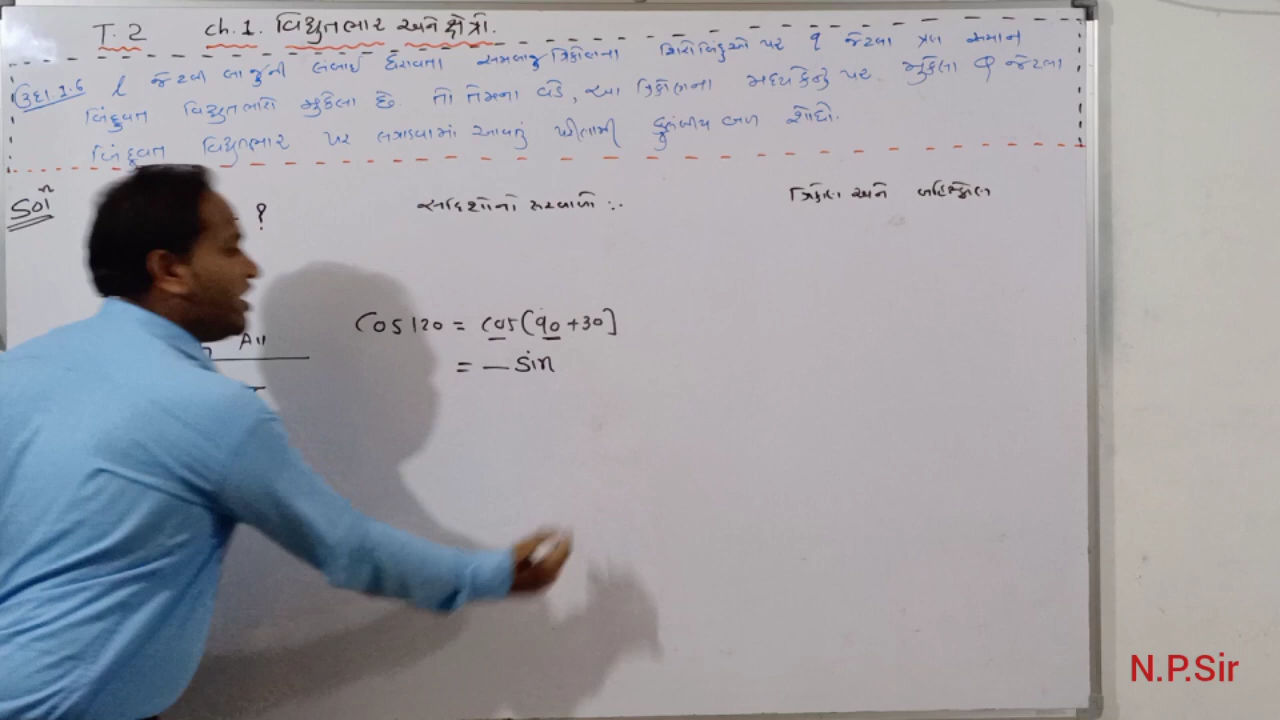 T.2 ch.1. વિદ્યુતભાર અને ક્ષેત્રો.
ઉદા 1.6 l જેટલી બાજુની લંબાઈ ધરાવતા સમબાજુ ત્રિકોણના શિરોબિંદુઓ પર q જેટલા ત્રણ સમાન
બિંદુવત વિદ્યુતભારો મુકેલા છે. તો તેમના વડે, આ ત્રિકોણના મધ્યકેન્દ્ર પર મુકેલા Q જેટલા
બિંદુવત વિદ્યુતભાર પર લગાડવામાં આવતું પરીણામી કુલંબીય બળ શોધો.
Solⁿ ?
સદિશોનો સરવાળો :-
ત્રિકોણ અને બહિષ્કોણ
Cos 120 = cos(90+30]
= - Sin
N.P.Sir